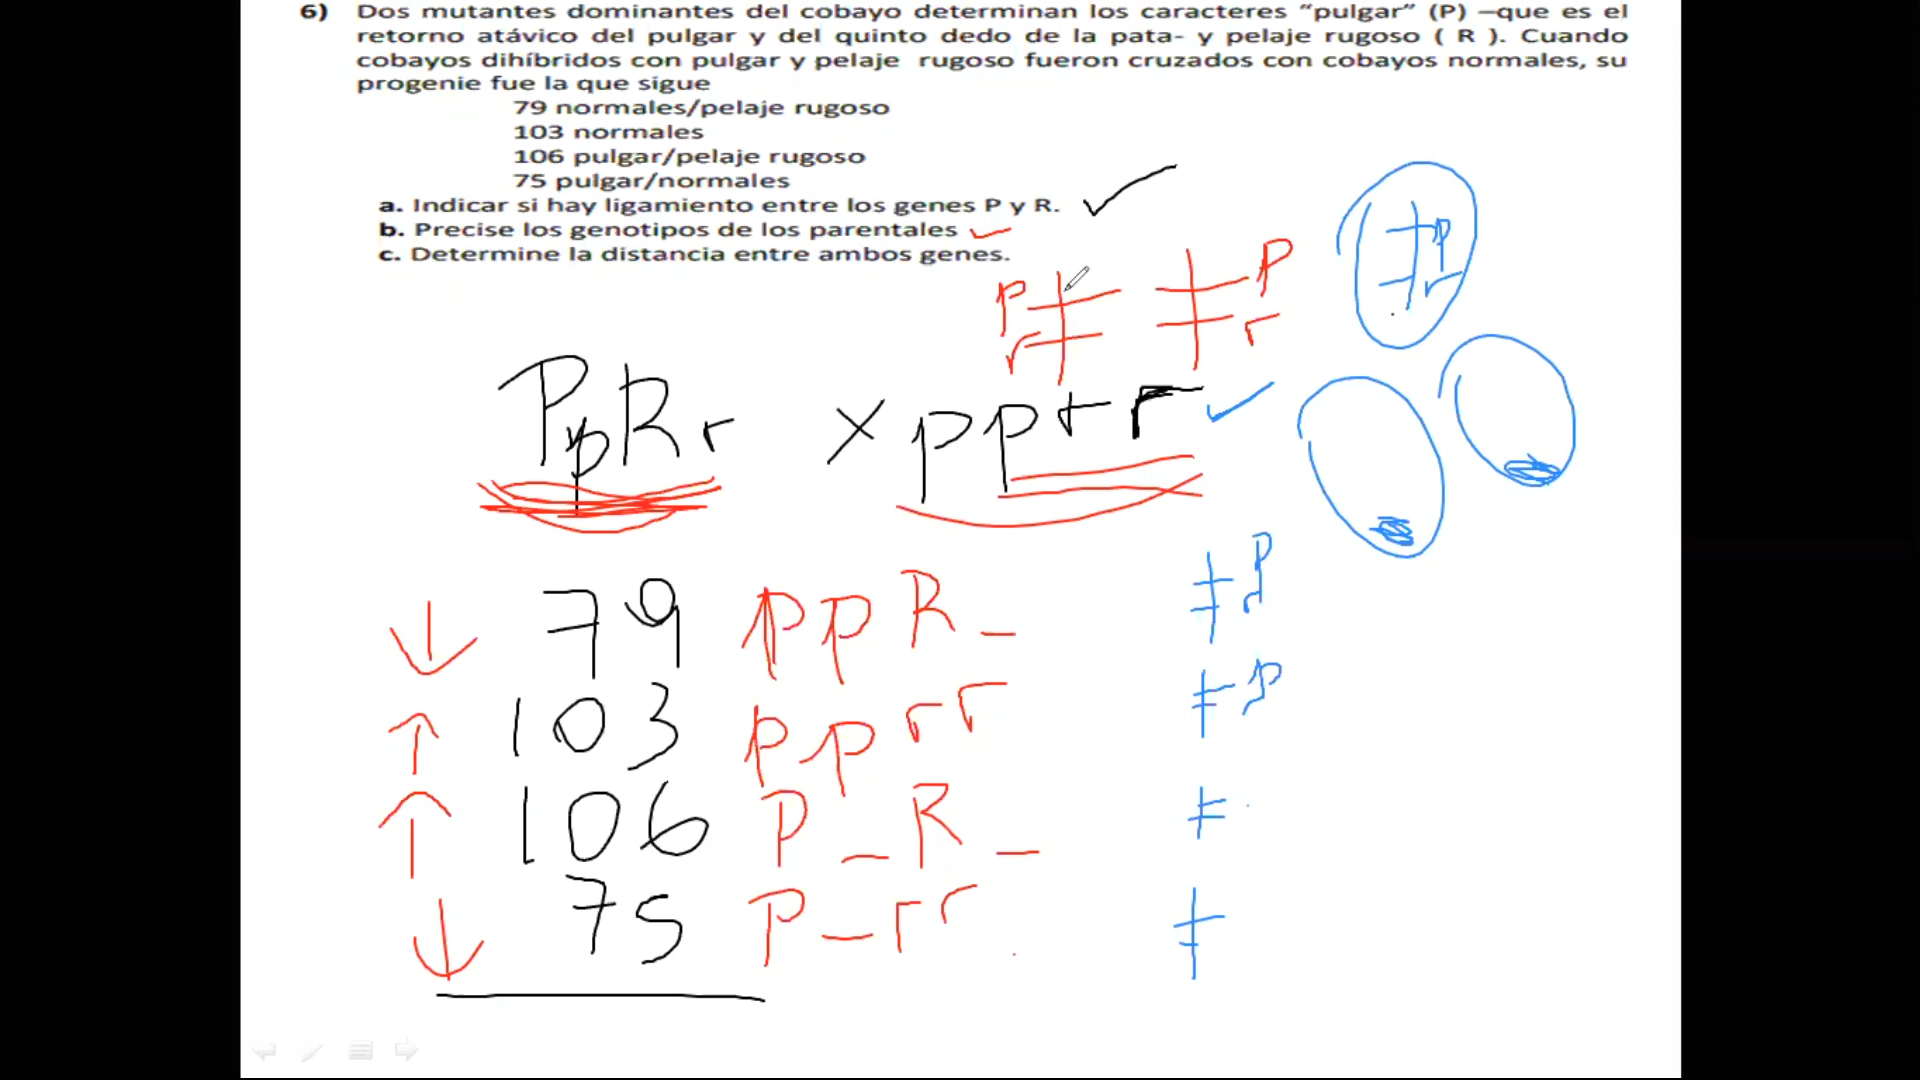 6) Dos mutantes dominantes del cobayo determinan los caracteres “pulgar” (P) –que es el
retorno atávico del pulgar y del quinto dedo de la pata- y pelaje rugoso ( R ). Cuando
cobayos dihíbridos con pulgar y pelaje rugoso fueron cruzados con cobayos normales, su
progenie fue la que sigue
79 normales/pelaje rugoso
103 normales
106 pulgar/pelaje rugoso
75 pulgar/normales
a. Indicar si hay ligamiento entre los genes P y R.
b. Precise los genotipos de los parentales
c. Determine la distancia entre ambos genes.
p P p
r r r
PpRr x pprr
79 ppR_ p
r
103 pprr p
106 P_R_
75 P_rr